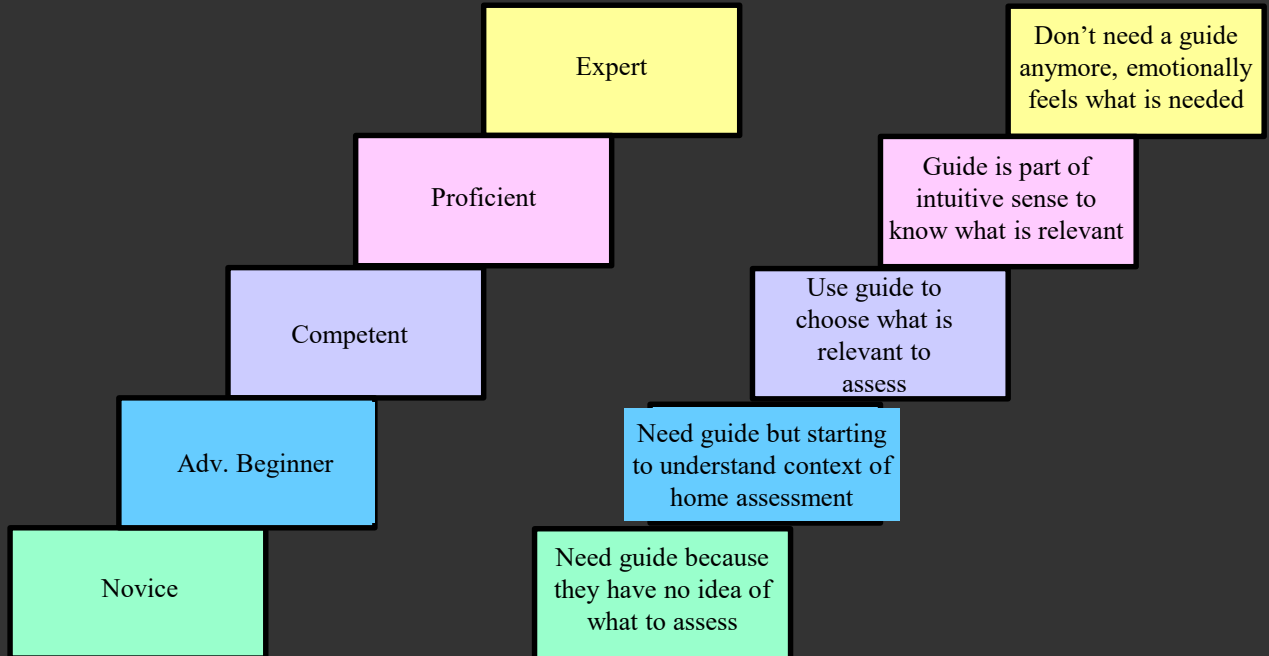 Expert
Don’t need a guide
anymore, emotionally
feels what is needed
Proficient
Guide is part of
intuitive sense to
know what is relevant
Competent
Use guide to
choose what is
relevant to
assess
Adv. Beginner
Need guide but starting
to understand context of
home assessment
Novice
Need guide because
they have no idea of
what to assess